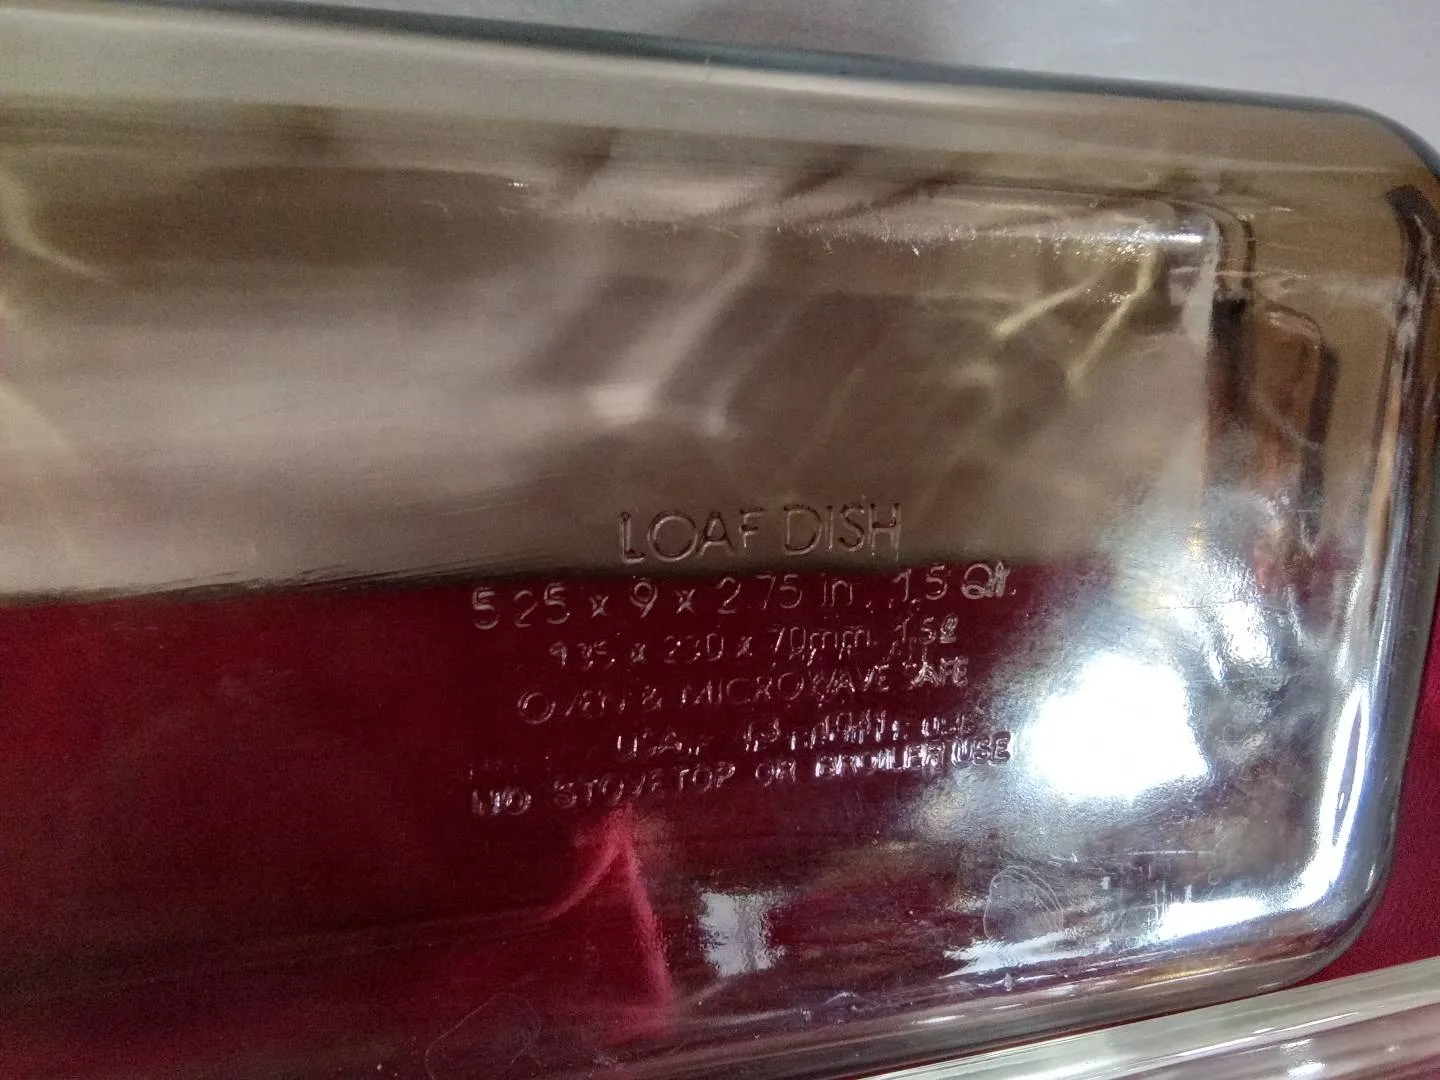 LOAF DISH
5.25 x 9 x 2.75 in. 1.5 Qt.
x 230 x 70mm 1.5ℓ
OVEN & MICROWAVE SAFE
USE
NO STOVETOP OR BROILER USE